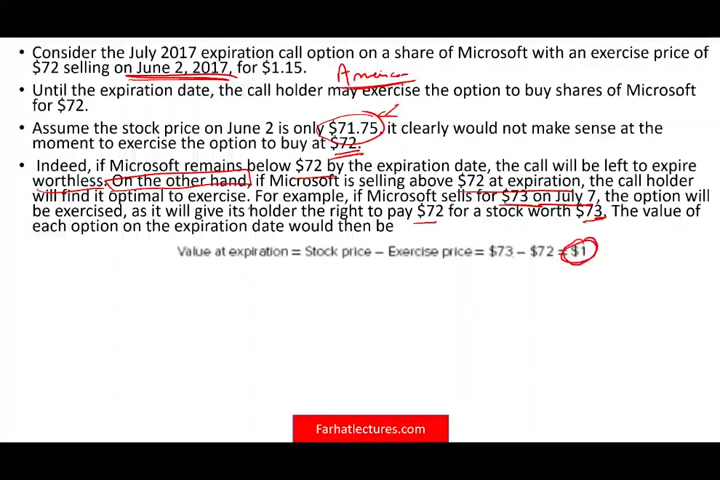 • Consider the July 2017 expiration call option on a share of Microsoft with an exercise price of
$72 selling on June 2, 2017, for $1.15.
America
• Until the expiration date, the call holder may exercise the option to buy shares of Microsoft
for $72.
• Assume the stock price on June 2 is only $71.75, it clearly would not make sense at the
moment to exercise the option to buy at $72.
• Indeed, if Microsoft remains below $72 by the expiration date, the call will be left to expire
worthless. On the other hand, if Microsoft is selling above $72 at expiration, the call holder
will find it optimal to exercise. For example, if Microsoft sells for $73 on July 7, the option will
be exercised, as it will give its holder the right to pay $72 for a stock worth $73. The value of
each option on the expiration date would then be
Value at expiration = Stock price – Exercise price = $73 – $72 = $1
Farhatlectures.com